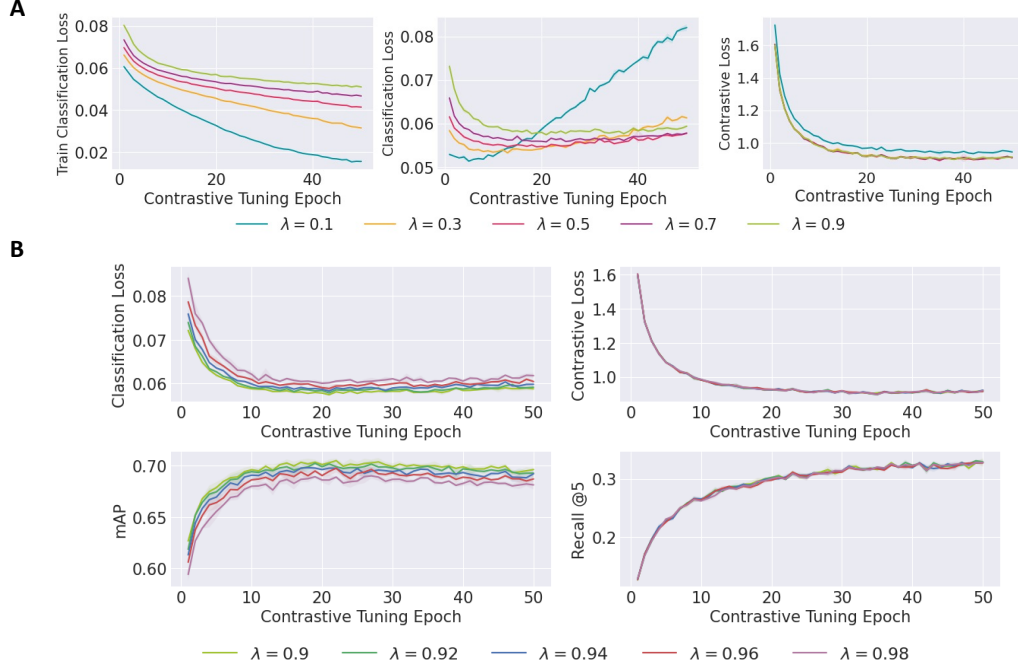 A
Train Classification Loss
0.08
0.06
0.04
0.02
0 20 40
Contrastive Tuning Epoch
Classification Loss
0.08
0.07
0.06
0.05
0 20 40
Contrastive Tuning Epoch
Contrastive Loss
1.6
1.4
1.2
1.0
0 20 40
Contrastive Tuning Epoch
λ = 0.1 λ = 0.3 λ = 0.5 λ = 0.7 λ = 0.9
B
Classification Loss
0.08
0.07
0.06
0 10 20 30 40 50
Contrastive Tuning Epoch
Contrastive Loss
1.6
1.4
1.2
1.0
0 10 20 30 40 50
Contrastive Tuning Epoch
mAP
0.70
0.65
0.60
0 10 20 30 40 50
Contrastive Tuning Epoch
Recall @5
0.3
0.2
0 10 20 30 40 50
Contrastive Tuning Epoch
λ = 0.9 λ = 0.92 λ = 0.94 λ = 0.96 λ = 0.98